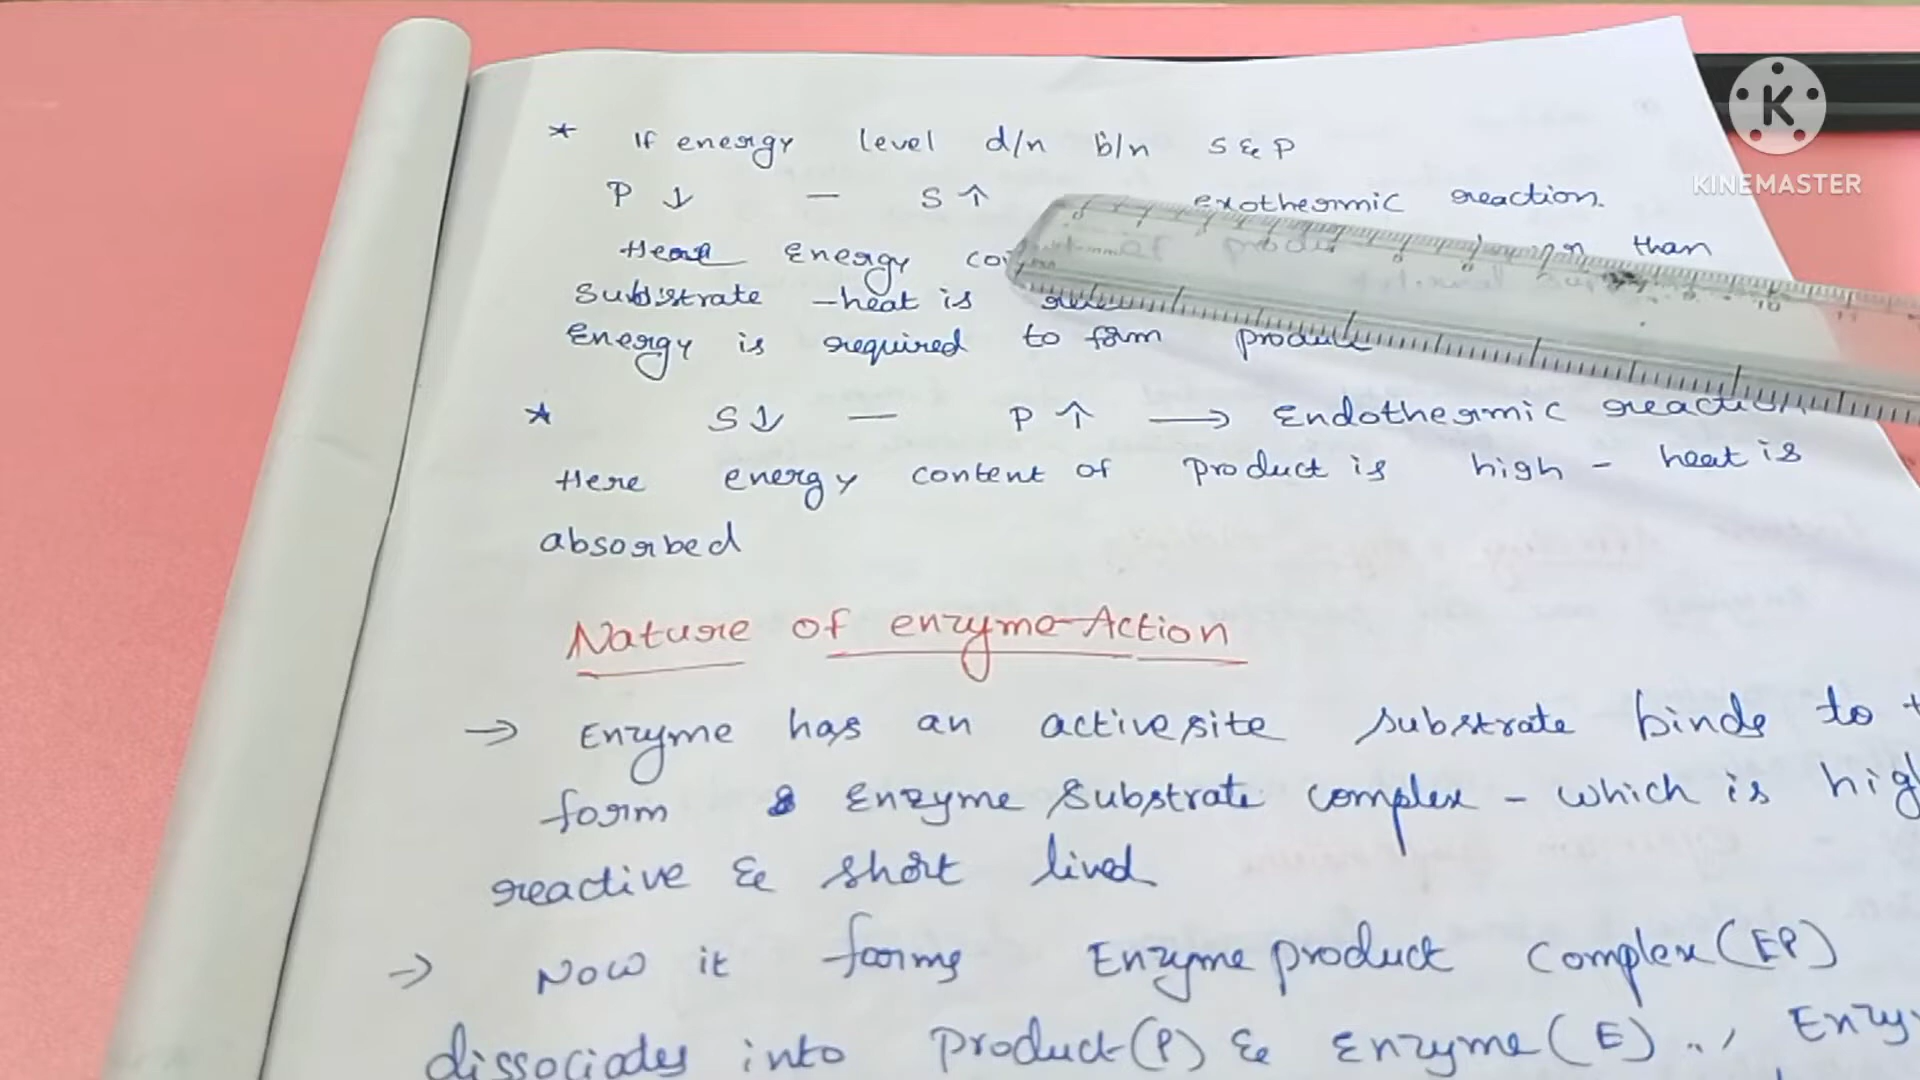 * If energy level d/n b/n S & P
P ↓ — S ↑ exothermic reaction.
Here Energy than
Substrate - heat is
Energy is required to form product
* S ↓ — P ↑ → Endothermic reaction
Here energy content of product is high - heat is
absorbed
Nature of enzyme Action
→ Enzyme has an active site substrate binds to
form Enzyme substrate complex - which is
reactive & short lived
→ Now it forms Enzyme product complex (EP)
dissociates into product (P) & Enzyme (E)
KINEMASTER